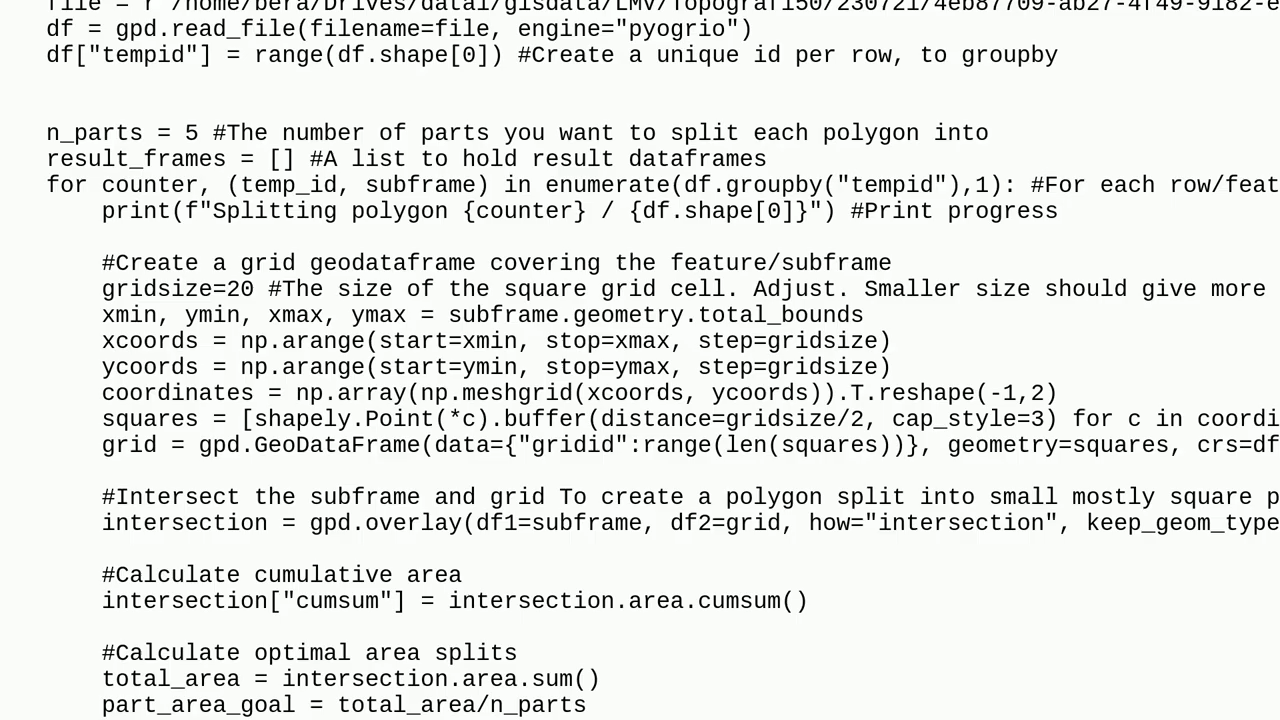 file = r"/home/bera/Drives/data1/gisdata/LMV/Topografi50/230721/4eb87709-ab27-4f49-9182-e
df = gpd.read_file(filename=file, engine="pyogrio")
df["tempid"] = range(df.shape[0]) #Create a unique id per row, to groupby
n_parts = 5 #The number of parts you want to split each polygon into
result_frames = [] #A list to hold result dataframes
for counter, (temp_id, subframe) in enumerate(df.groupby("tempid"),1): #For each row/feat
print(f"Splitting polygon {counter} / {df.shape[0]}") #Print progress
#Create a grid geodataframe covering the feature/subframe
gridsize=20 #The size of the square grid cell. Adjust. Smaller size should give more
xmin, ymin, xmax, ymax = subframe.geometry.total_bounds
xcoords = np.arange(start=xmin, stop=xmax, step=gridsize)
ycoords = np.arange(start=ymin, stop=ymax, step=gridsize)
coordinates = np.array(np.meshgrid(xcoords, ycoords)).T.reshape(-1,2)
squares = [shapely.Point(*c).buffer(distance=gridsize/2, cap_style=3) for c in coordi
grid = gpd.GeoDataFrame(data={"gridid":range(len(squares))}, geometry=squares, crs=df
#Intersect the subframe and grid To create a polygon split into small mostly square p
intersection = gpd.overlay(df1=subframe, df2=grid, how="intersection", keep_geom_type
#Calculate cumulative area
intersection["cumsum"] = intersection.area.cumsum()
#Calculate optimal area splits
total_area = intersection.area.sum()
part_area_goal = total_area/n_parts